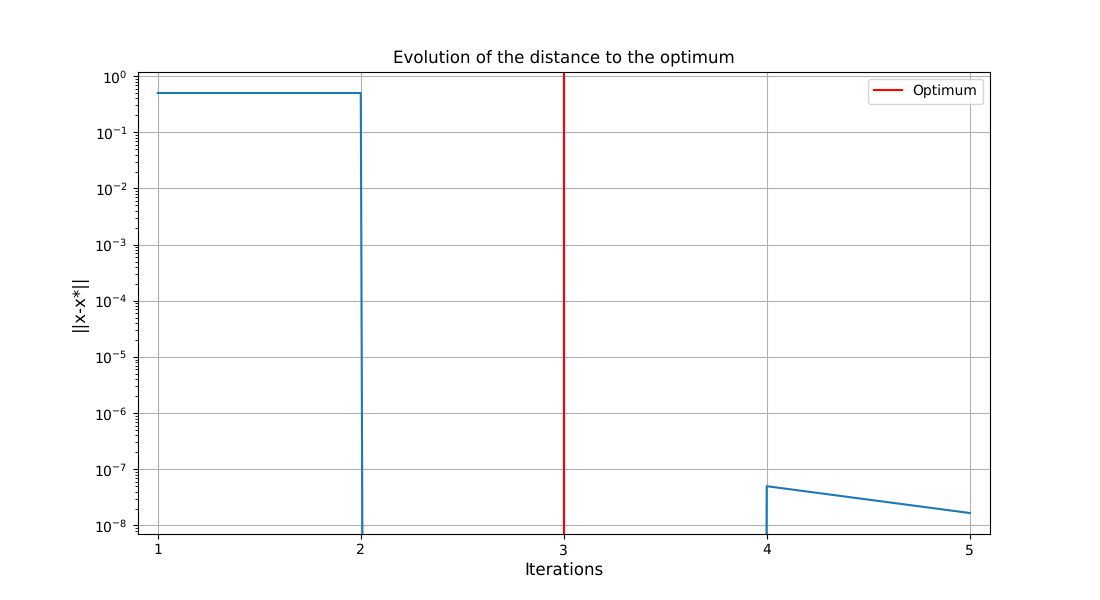 Evolution of the distance to the optimum
Optimum
||x-x*||
10⁰
10⁻¹
10⁻²
10⁻³
10⁻⁴
10⁻⁵
10⁻⁶
10⁻⁷
10⁻⁸
1 2 3 4 5
Iterations